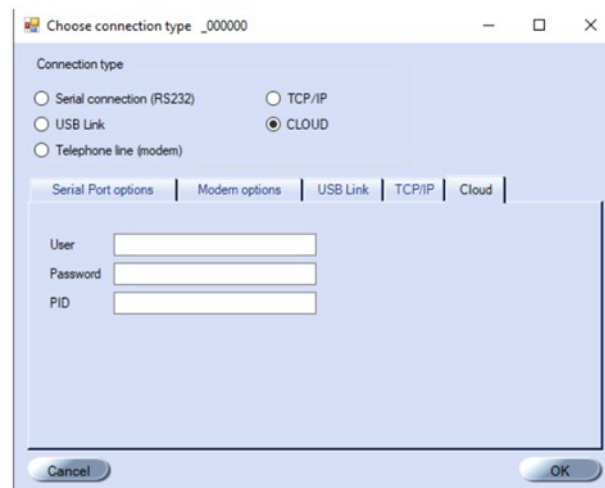 Choose connection type _000000
Connection type
Serial connection (RS232) TCP/IP
USB Link CLOUD
Telephone line (modem)
Serial Port options Modem options USB Link TCP/IP Cloud
User
Password
PID
Cancel OK